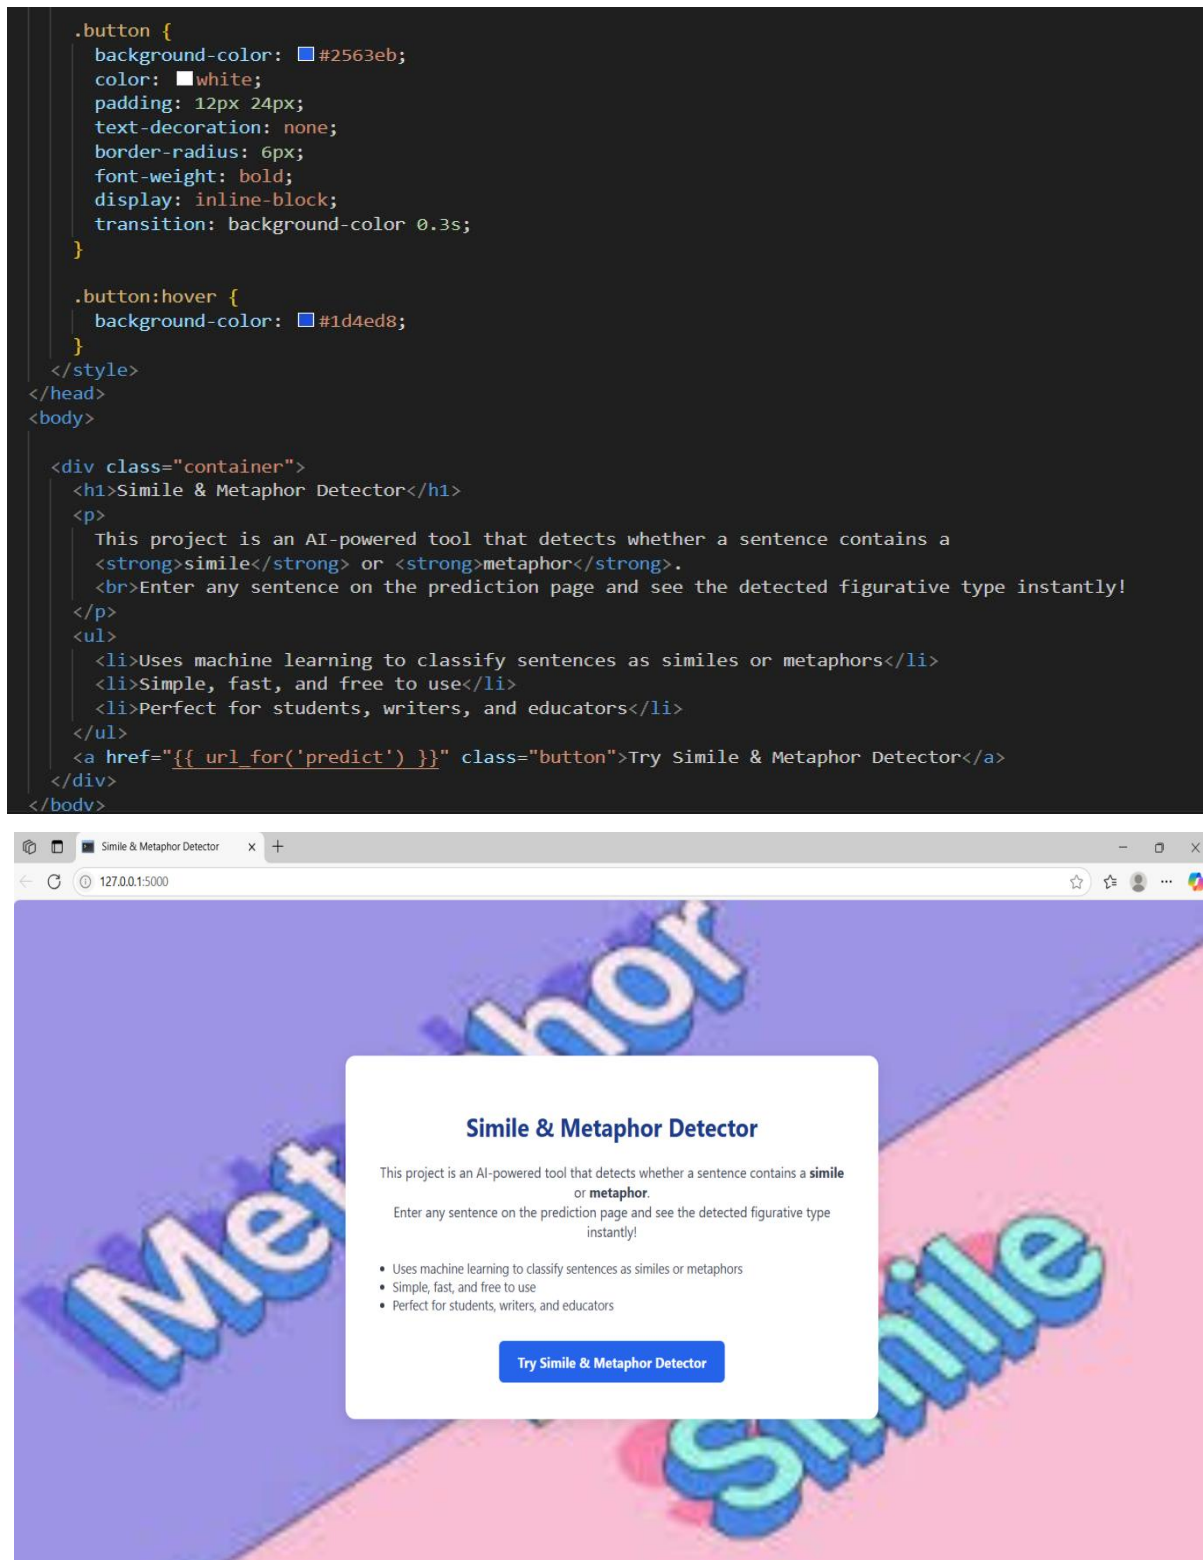 .button {
background-color: #2563eb;
color: white;
padding: 12px 24px;
text-decoration: none;
border-radius: 6px;
font-weight: bold;
display: inline-block;
transition: background-color 0.3s;
}
.button:hover {
background-color: #1d4ed8;
}
</style>
</head>
<body>
<div class="container">
<h1>Simile & Metaphor Detector</h1>
<p>
This project is an AI-powered tool that detects whether a sentence contains a
<strong>simile</strong> or <strong>metaphor</strong>.
<br>Enter any sentence on the prediction page and see the detected figurative type instantly!
</p>
<ul>
<li>Uses machine learning to classify sentences as similes or metaphors</li>
<li>Simple, fast, and free to use</li>
<li>Perfect for students, writers, and educators</li>
</ul>
<a href="{{ url_for('predict') }}" class="button">Try Simile & Metaphor Detector</a>
</div>
</body>
Simile & Metaphor Detector
127.0.0.1:5000
Met
hor
Simile & Metaphor Detector
This project is an AI-powered tool that detects whether a sentence contains a simile
or metaphor.
Enter any sentence on the prediction page and see the detected figurative type
instantly!
• Uses machine learning to classify sentences as similes or metaphors
• Simple, fast, and free to use
• Perfect for students, writers, and educators
Try Simile & Metaphor Detector
Simile